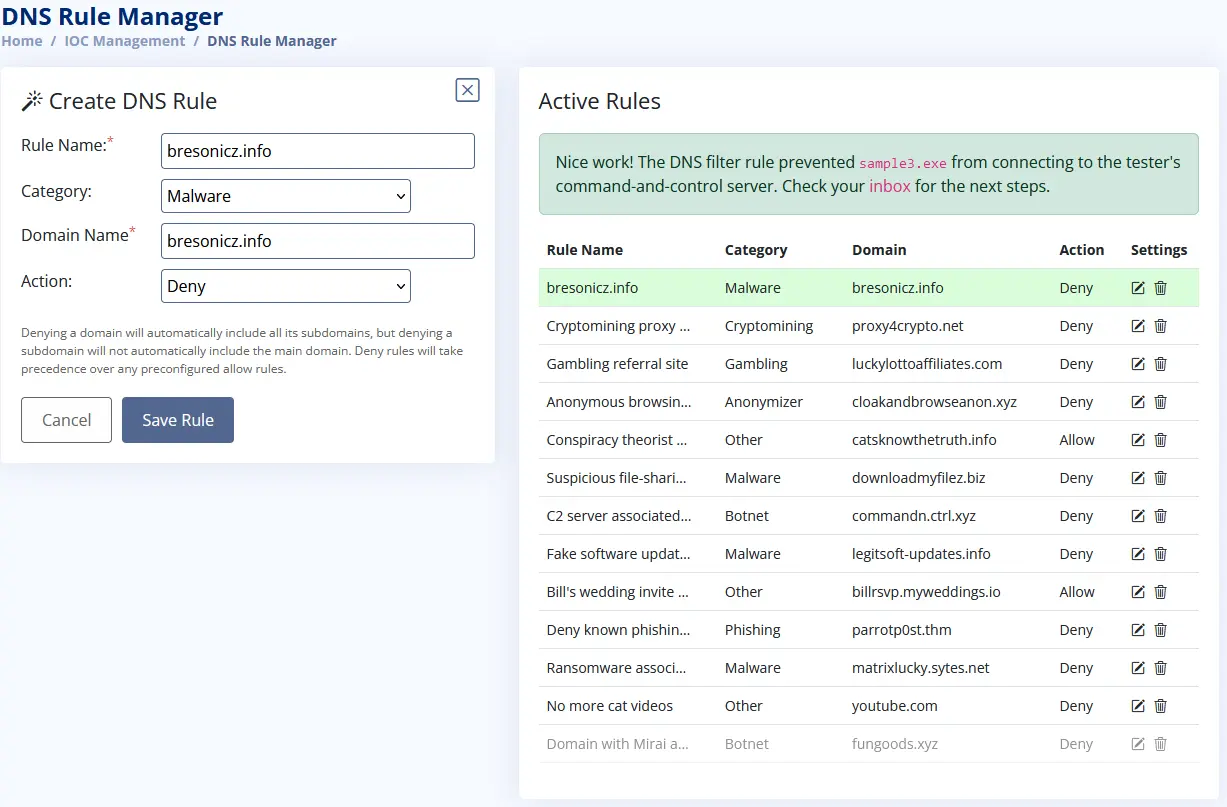 DNS Rule Manager
Home / IOC Management / DNS Rule Manager
Create DNS Rule
Rule Name:*
bresonicz.info
Category:
Malware
Domain Name*
bresonicz.info
Action:
Deny
Denying a domain will automatically include all its subdomains, but denying a
subdomain will not automatically include the main domain. Deny rules will take
precedence over any preconfigured allow rules.
Cancel
Save Rule
Active Rules
Nice work! The DNS filter rule prevented sample3.exe from connecting to the tester's
command-and-control server. Check your inbox for the next steps.
Rule Name Category Domain Action Settings
bresonicz.info Malware bresonicz.info Deny
Cryptomining proxy ... Cryptomining proxy4crypto.net Deny
Gambling referral site Gambling luckylottoaffiliates.com Deny
Anonymous browsin... Anonymizer cloakandbrowseanon.xyz Deny
Conspiracy theorist ... Other catsknowthetruth.info Allow
Suspicious file-shari... Malware downloadmyfilez.biz Deny
C2 server associated... Botnet commandn.ctrl.xyz Deny
Fake software updat... Malware legitsoft-updates.info Deny
Bill's wedding invite ... Other billrsvp.myweddings.io Allow
Deny known phishin... Phishing parrotp0st.thm Deny
Ransomware associ... Malware matrixlucky.sytes.net Deny
No more cat videos Other youtube.com Deny
Domain with Mirai a... Botnet fungoods.xyz Deny